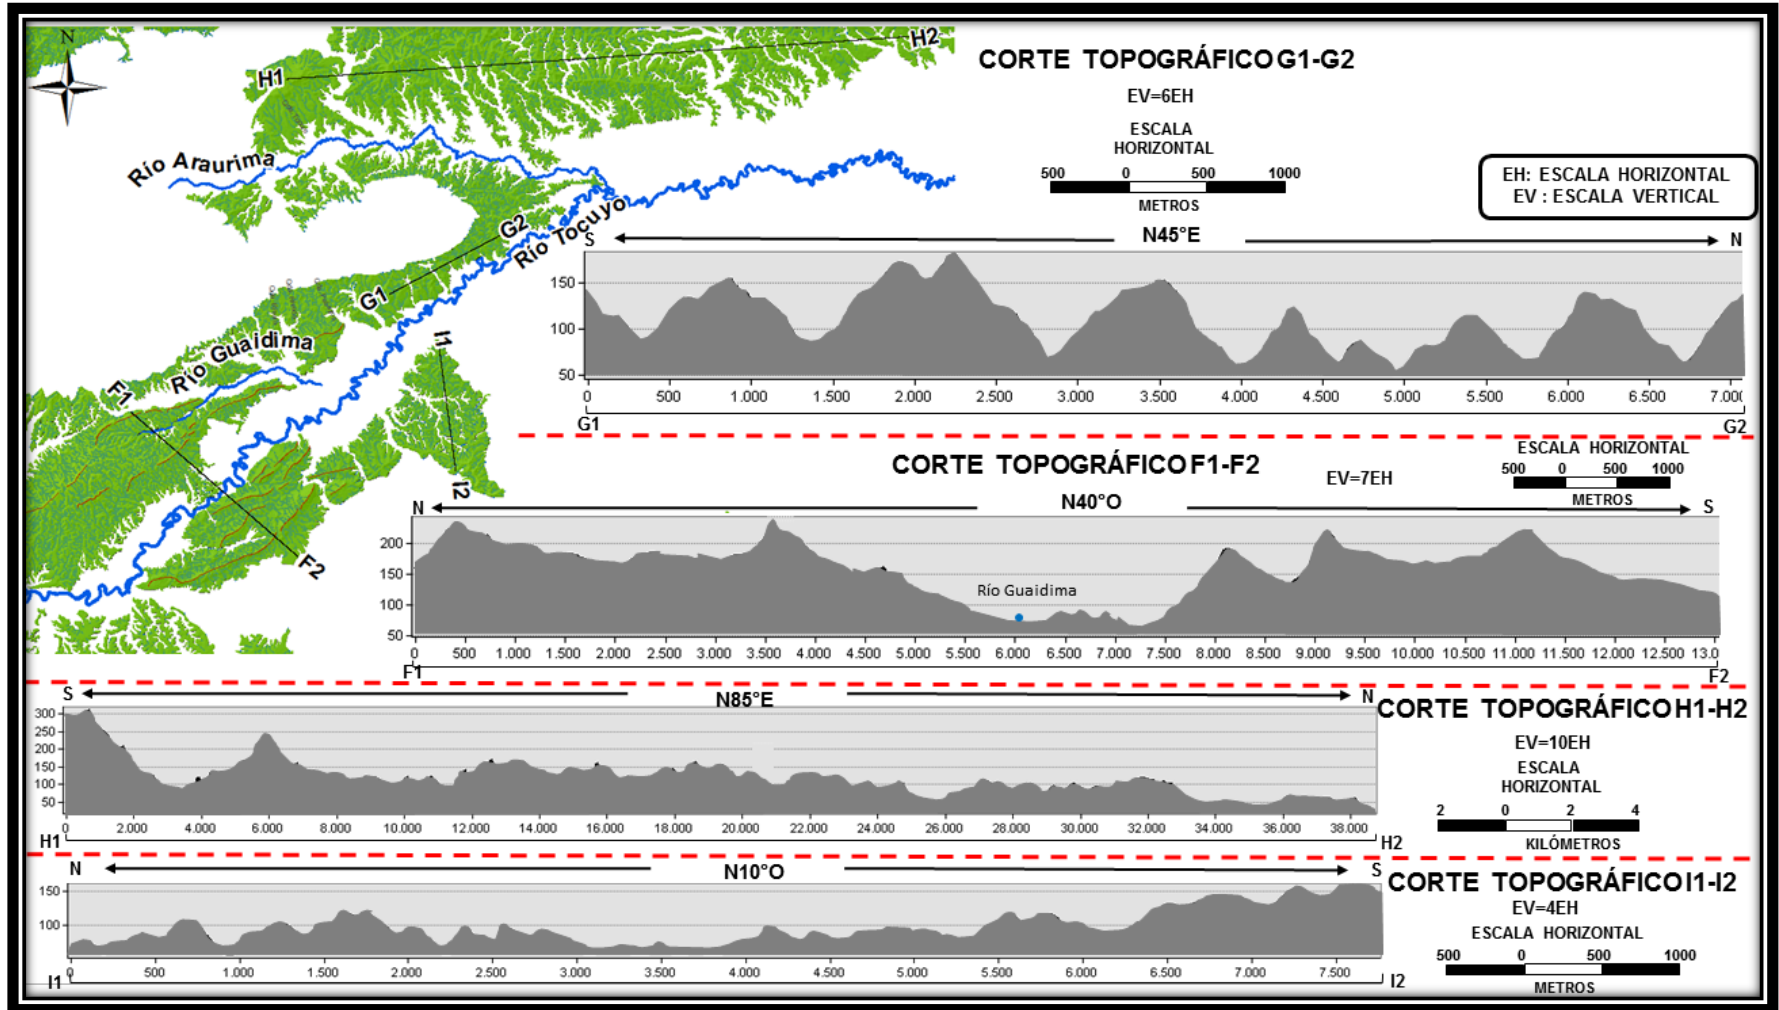 N
H1
H2
Río Araurima
G2
Río Tocuyo
G1
I1
Río Guaidima
F1
I2
F2
CORTE TOPOGRÁFICO G1-G2
EV=6EH
ESCALA
HORIZONTAL
500 0 500 1000
METROS
EH: ESCALA HORIZONTAL
EV : ESCALA VERTICAL
S N45°E N
150
100
50
0 500 1.000 1.500 2.000 2.500 3.000 3.500 4.000 4.500 5.000 5.500 6.000 6.500 7.00
G1 G2
CORTE TOPOGRÁFICO F1-F2
EV=7EH
ESCALA HORIZONTAL
500 0 500 1000
METROS
N N40°O S
200
150
100
50
Río Guaidima
0 500 1.000 1.500 2.000 2.500 3.000 3.500 4.000 4.500 5.000 5.500 6.000 6.500 7.000 7.500 8.000 8.500 9.000 9.500 10.000 10.500 11.000 11.500 12.000 12.500 13.0
F1 F2
S N85°E N
CORTE TOPOGRÁFICO H1-H2
EV=10EH
ESCALA
HORIZONTAL
2 0 2 4
KILÓMETROS
300
250
200
150
100
50
0 2.000 4.000 6.000 8.000 10.000 12.000 14.000 16.000 18.000 20.000 22.000 24.000 26.000 28.000 30.000 32.000 34.000 36.000 38.000
H1 H2
N N10°O S
CORTE TOPOGRÁFICO I1-I2
EV=4EH
ESCALA HORIZONTAL
500 0 500 1000
METROS
150
100
0 500 1.000 1.500 2.000 2.500 3.000 3.500 4.000 4.500 5.000 5.500 6.000 6.500 7.000 7.500
I1 I2